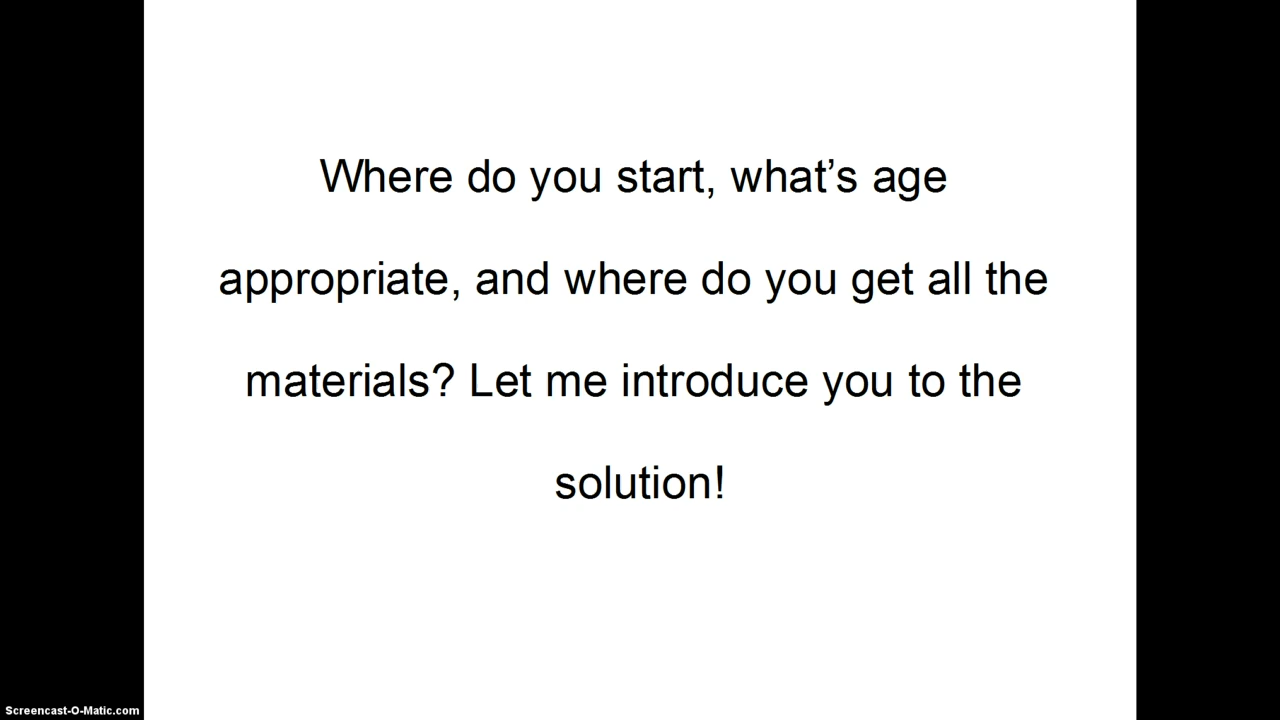 Where do you start, what’s age
appropriate, and where do you get all the
materials? Let me introduce you to the
solution!
Screencast-O-Matic.com